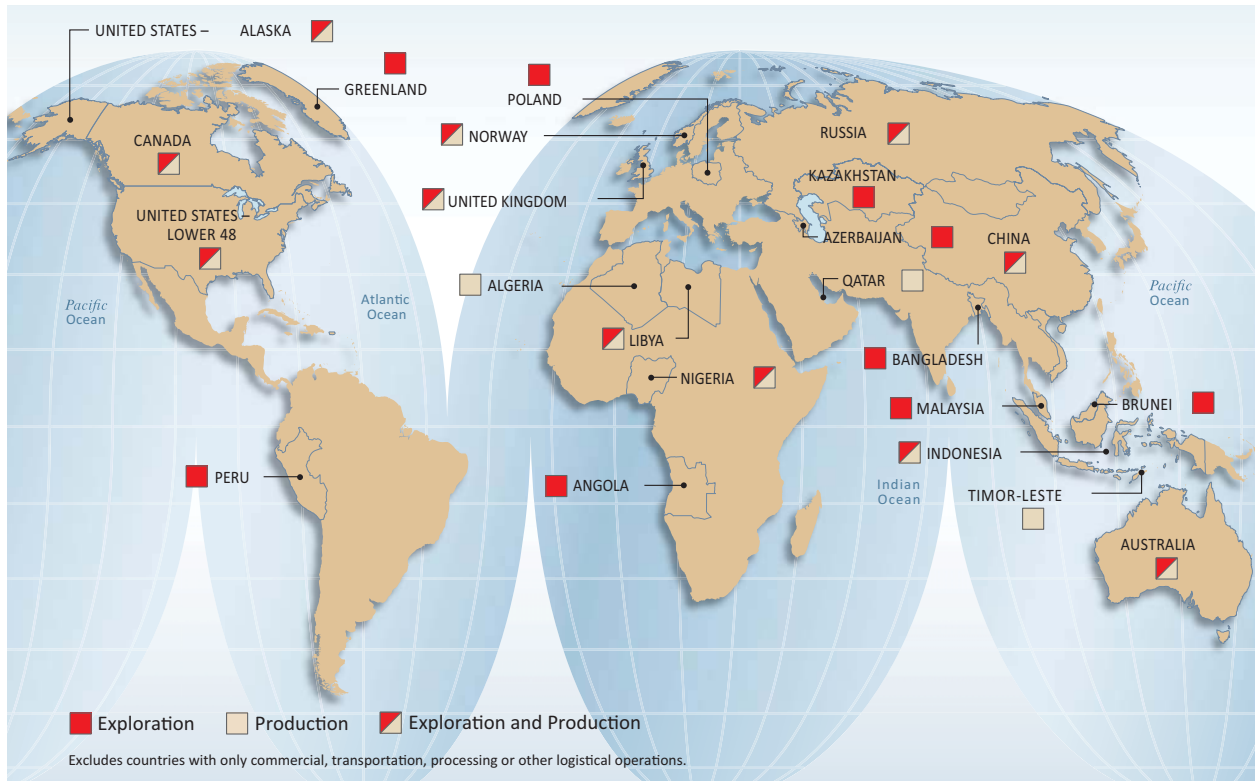 UNITED STATES – ALASKA
GREENLAND
POLAND
CANADA
NORWAY
RUSSIA
KAZAKHSTAN
UNITED STATES –
LOWER 48
UNITED KINGDOM
AZERBAIJAN
CHINA
ALGERIA
QATAR
Pacific
Ocean
Atlantic
Ocean
Pacific
Ocean
LIBYA
BANGLADESH
NIGERIA
MALAYSIA
BRUNEI
INDONESIA
PERU
ANGOLA
Indian
Ocean
TIMOR-LESTE
AUSTRALIA
Exploration Production Exploration and Production
Excludes countries with only commercial, transportation, processing or other logistical operations.